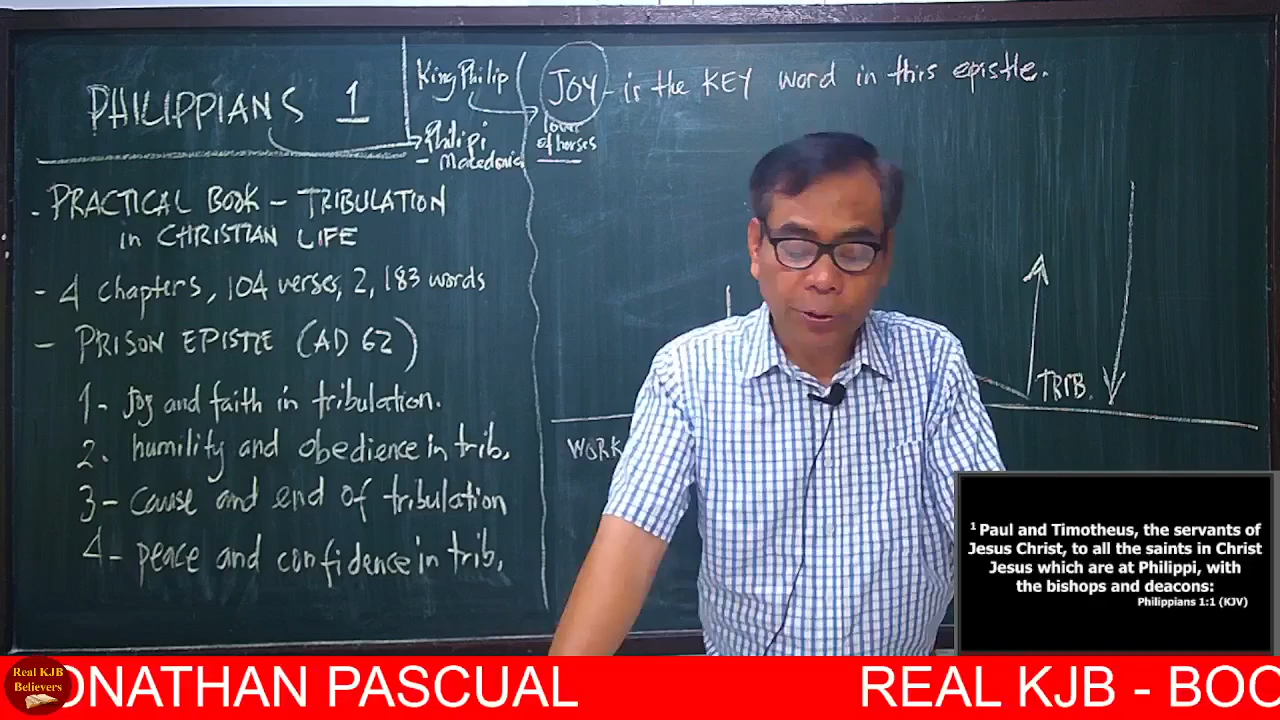 PHILIPPIANS 1
King Philip
Philipi
- Macedonia
JOY - is the KEY word in this epistle.
lover
of horses
- PRACTICAL BOOK - TRIBULATION
in CHRISTIAN LIFE
- 4 chapters, 104 verses, 2,183 words
- PRISON EPISTLE (AD 62)
1- joy and faith in tribulation.
2. humility and obedience in trib.
3- cause and end of tribulation
4- peace and confidence in trib.
WORK
TRIB.
1 Paul and Timotheus, the servants of
Jesus Christ, to all the saints in Christ
Jesus which are at Philippi, with
the bishops and deacons:
Philippians 1:1 (KJV)
Real KJB
Believers
ONATHAN PASCUAL
REAL KJB - BOO